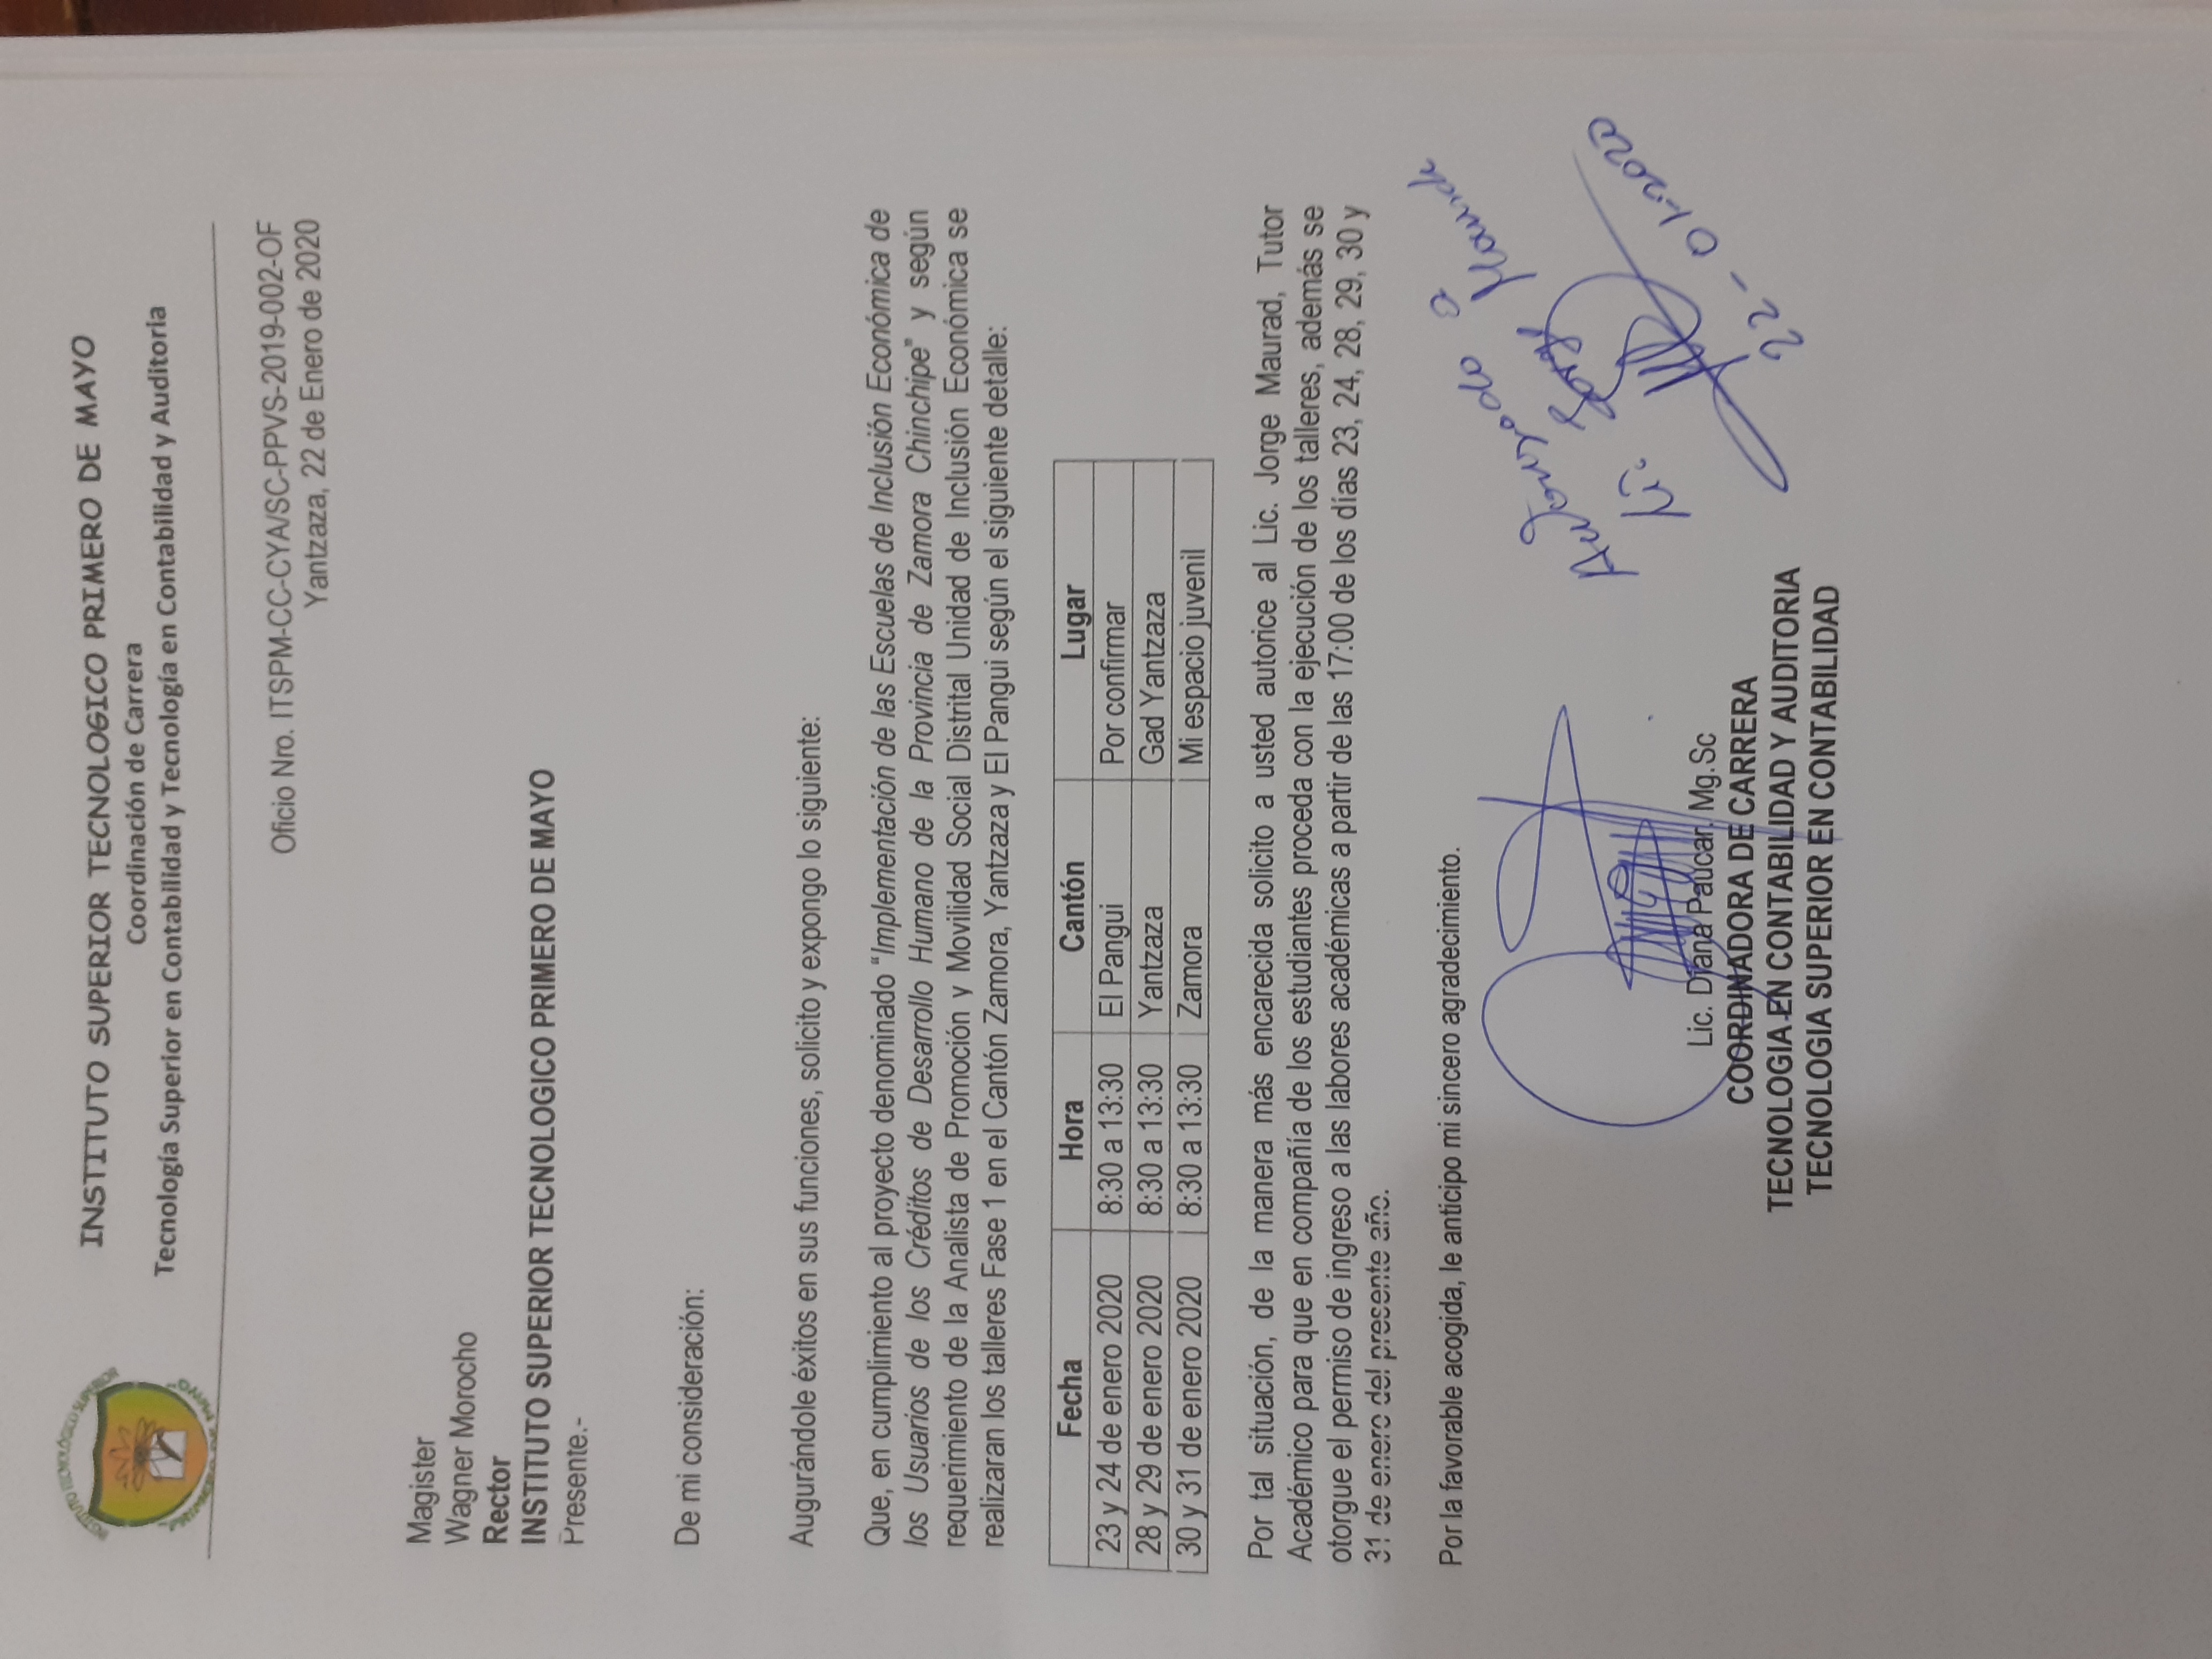 INSTITUTO SUPERIOR TECNOLOGICO PRIMERO DE MAYO
Coordinación de Carrera
Tecnología Superior en Contabilidad y Tecnología en Contabilidad y Auditoria
Oficio Nro. ITSPM-CC-CYA/SC-PPVS-2019-002-OF
Yantzaza, 22 de Enero de 2020
Magister
Wagner Morocho
Rector
INSTITUTO SUPERIOR TECNOLOGICO PRIMERO DE MAYO
Presente.-
De mi consideración:
Augurándole éxitos en sus funciones, solicito y expongo lo siguiente:
Que, en cumplimiento al proyecto denominado “Implementación de las Escuelas de Inclusión Económica de
los Usuarios de los Créditos de Desarrollo Humano de la Provincia de Zamora Chinchipe” y según
requerimiento de la Analista de Promoción y Movilidad Social Distrital Unidad de Inclusión Económica se
realizaran los talleres Fase 1 en el Cantón Zamora, Yantzaza y El Pangui según el siguiente detalle:
Fecha Hora Cantón Lugar
23 y 24 de enero 2020 8:30 a 13:30 El Pangui Por confirmar
28 y 29 de enero 2020 8:30 a 13:30 Yantzaza Gad Yantzaza
30 y 31 de enero 2020 8:30 a 13:30 Zamora Mi espacio juvenil
Por tal situación, de la manera más encarecida solicito a usted autorice al Lic. Jorge Maurad, Tutor
Académico para que en compañía de los estudiantes proceda con la ejecución de los talleres, además se
otorgue el permiso de ingreso a las labores académicas a partir de las 17:00 de los días 23, 24, 28, 29, 30 y
31 de enero del presente año.
Por la favorable acogida, le anticipo mi sincero agradecimiento.
Lic. Diana Paucar. Mg.Sc
COORDINADORA DE CARRERA
TECNOLOGIA EN CONTABILIDAD Y AUDITORIA
TECNOLOGIA SUPERIOR EN CONTABILIDAD
Autorizado a
Lic. Jorge Maurad
22-01-2020